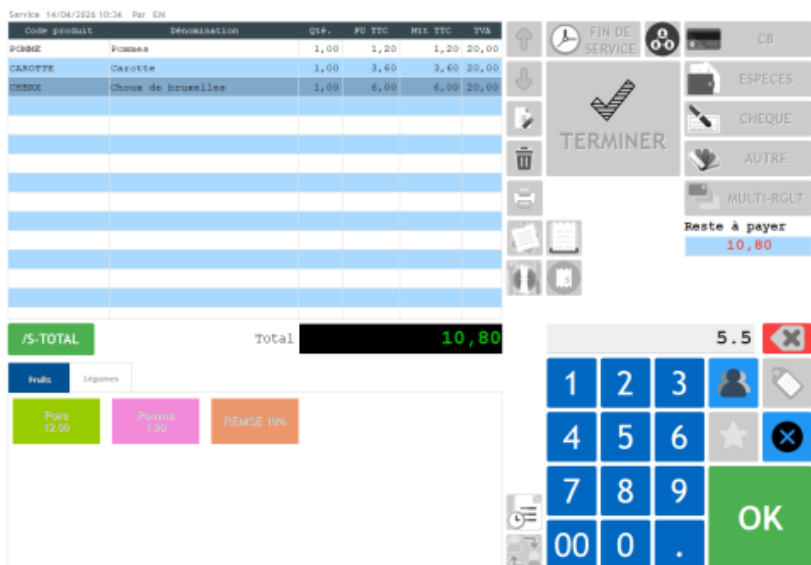 Service 14/04/2026 10:34 Par EM
Code produit Dénomination Qté. PU TTC Mtt TTC TVA
POMME Pommes 1,00 1,20 1,20 20,00
CAROTTE Carotte 1,00 3,60 3,60 20,00
CHBRX Choux de bruxelles 1,00 6,00 6,00 20,00
FIN DE
SERVICE
CB
ESPECES
TERMINER
CHEQUE
AUTRE
MULTI-RGLT
Reste à payer
10,80
/S-TOTAL
Total 10,80
5.5
Fruits Légumes
Poire
12.00
Pomme
1.20
REMISE 10%
1 2 3
4 5 6
7 8 9
00 0 .
OK